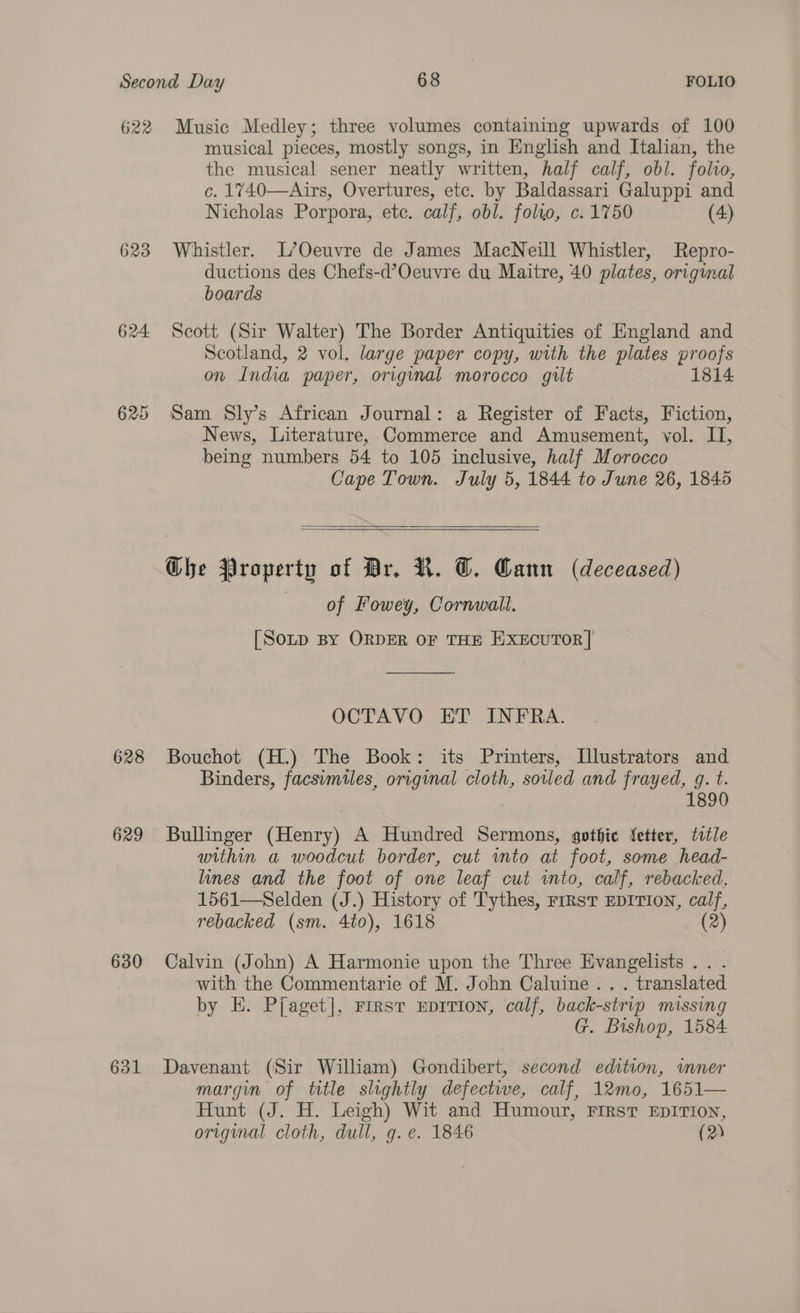 Second Day 68 FOLIO
622 Music Medley; three volumes containing upwards of 100
musical pieces, mostly songs, in English and Italian, the
the musical sener neatly written, half calf, obl. folio,
c. 1740—Airs, Overtures, etc. by Baldassari Galuppi and
Nicholas Porpora, etc. calf, obl. folio, c. 1750 (4)
623 Whistler. L'Oeuvre de James MacNeill Whistler, Repro-
ductions des Chefs-d'Oeuvre du Maitre, 40 plates, original
boards
624 Scott (Sir Walter) The Border Antiquities of England and
Scotland, 2 vol. large paper copy, with the plates proofs
on India paper, original morocco gilt 1814
625 Sam Sly's African Journal: a Register of Facts, Fiction,
News, Literature, Commerce and Amusement, vol. II,
being numbers 54 to 105 inclusive, half Morocco
Cape Town. July 5, 1844 to June 26, 1845
The Property of Dr. R. T. Cann (deceased)
of Fowey, Cornwall.
[SOLD BY ORDER OF THE EXECUTOR]
OCTAVO ET INFRA.
628 Bouchot (H.) The Book: its Printers, Illustrators and
Binders, facsimiles, original cloth, soiled and frayed, g. t.
1890
629 Bullinger (Henry) A Hundred Sermons, gothic letter, title
within a woodcut border, cut into at foot, some head-
lines and the foot of one leaf cut into, calf, rebacked,
1561—Selden (J.) History of Tythes, FIRST EDITION, calf,
rebacked (sm. 4to), 1618 (2)
630 Calvin (John) A Harmonie upon the Three Evangelists . . .
with the Commentarie of M. John Caluine . . . translated
by E. P[aget], FIRST EDITION, calf, back-strip missing
G. Bishop, 1584
631 Davenant (Sir William) Gondibert, second edition, inner
margin of title slightly defective, calf, 12mo, 1651—
Hunt (J. H. Leigh) Wit and Humour, FIRST EDITION,
original cloth, dull, g. e. 1846 (2)